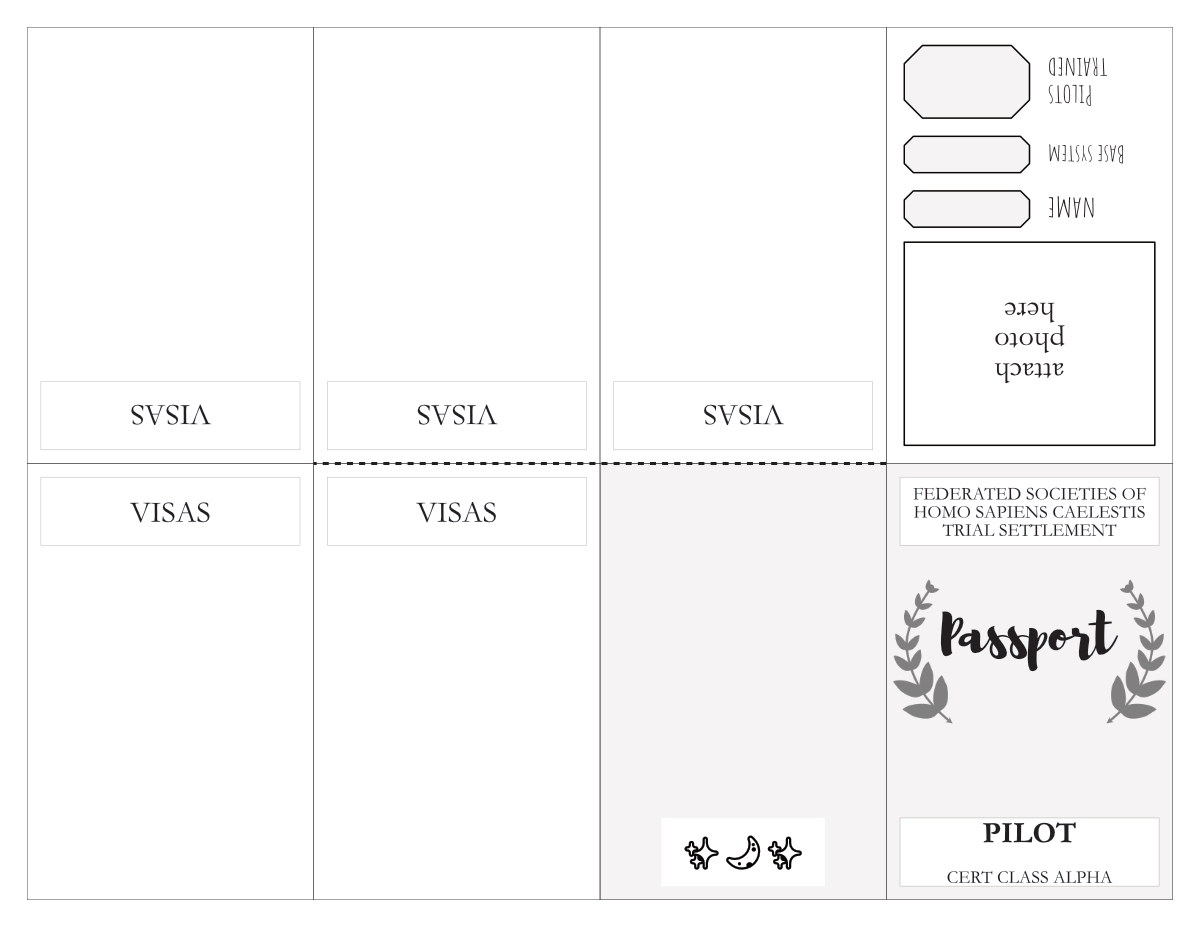 PILOTS
TRAINED
BASE SYSTEM
NAME
attach
photo
here
VISAS
VISAS
VISAS
VISAS
VISAS
FEDERATED SOCIETIES OF
HOMO SAPIENS CAELESTIS
TRIAL SETTLEMENT
Passport
PILOT
CERT CLASS ALPHA